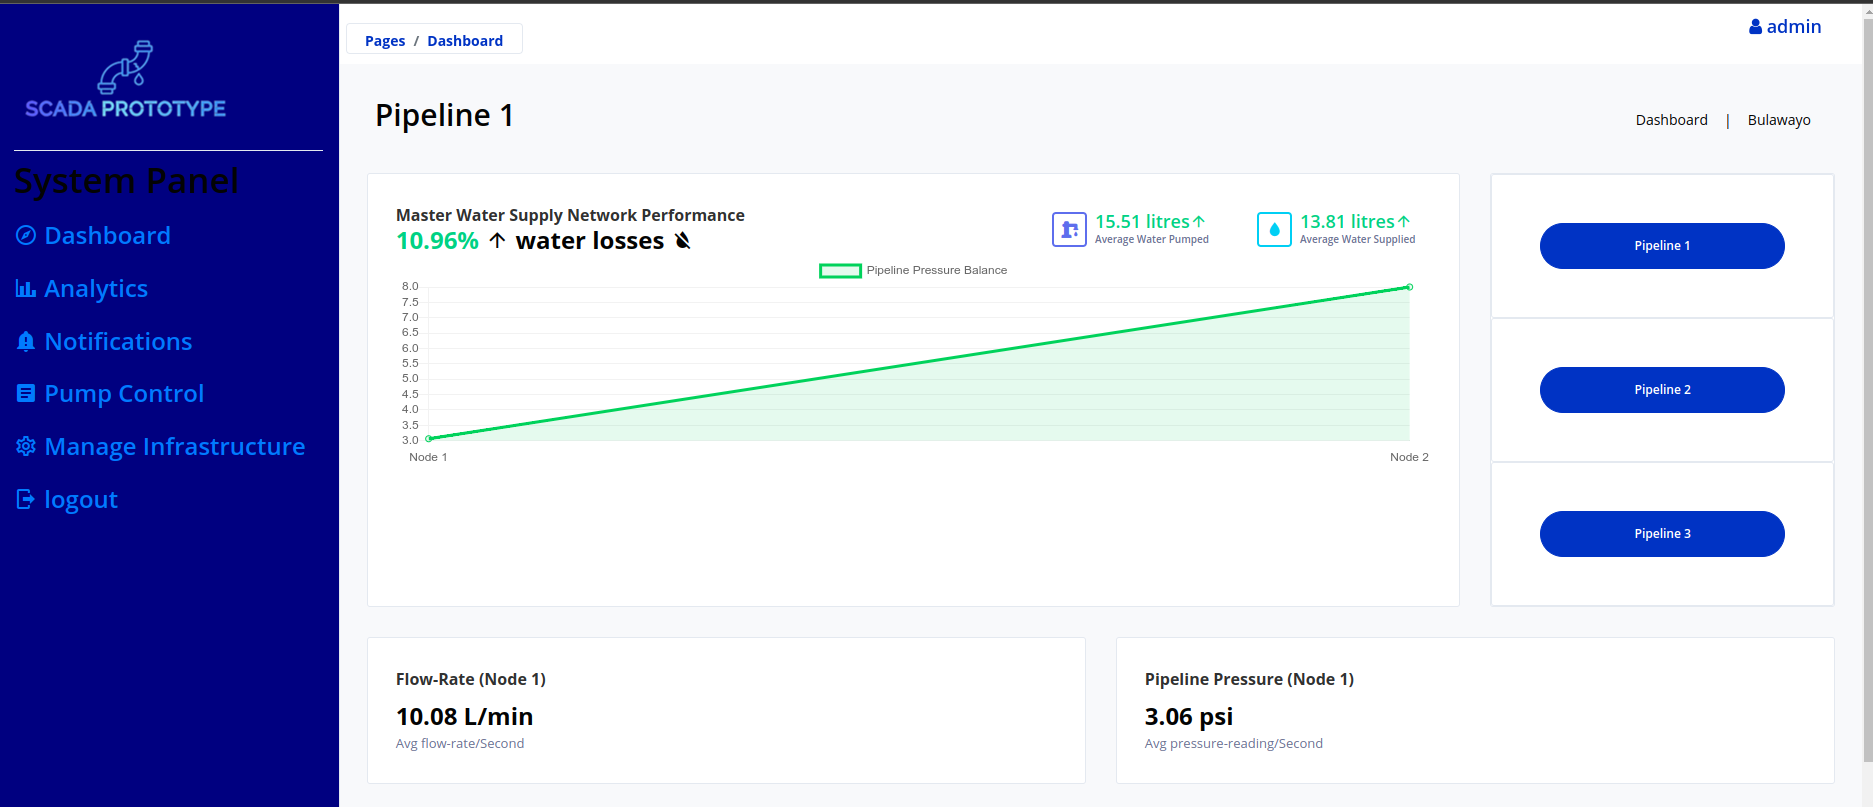 SCADA PROTOTYPE
System Panel
Dashboard
Analytics
Notifications
Pump Control
Manage Infrastructure
logout
Pages / Dashboard
admin
Pipeline 1
Dashboard | Bulawayo
Master Water Supply Network Performance
10.96% ↑ water losses
15.51 litres↑
Average Water Pumped
13.81 litres↑
Average Water Supplied
Pipeline Pressure Balance
8.0
7.5
7.0
6.5
6.0
5.5
5.0
4.5
4.0
3.5
3.0
Node 1
Node 2
Pipeline 1
Pipeline 2
Pipeline 3
Flow-Rate (Node 1)
10.08 L/min
Avg flow-rate/Second
Pipeline Pressure (Node 1)
3.06 psi
Avg pressure-reading/Second